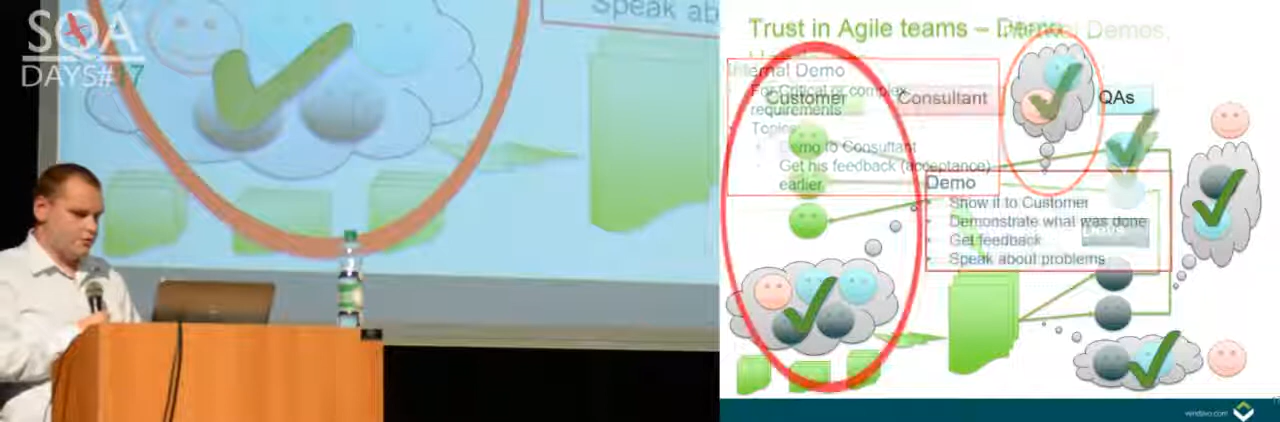 SQA
DAYS#17
Speak ab
Trust in Agile teams – Demo
Demos,
Internal Demo
For Critical or complex
requirements
Topics
Demo to Consultant
Get his feedback (acceptance)
earlier
Customer
Consultant
QAs
Demo
Show it to Customer
Demonstrate what was done
Get feedback
Speak about problems
vendavo.com